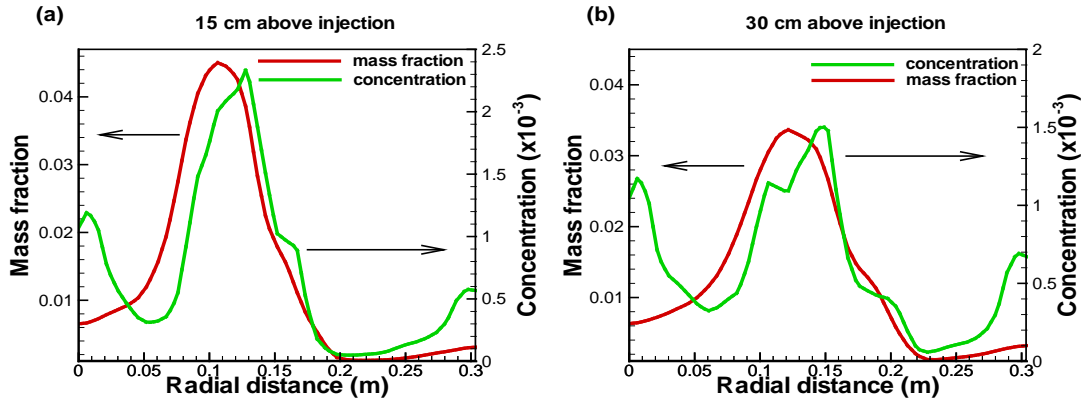 (a)
15 cm above injection
mass fraction
concentration
Mass fraction
0.01
0.02
0.03
0.04
0
0.5
1
1.5
2
2.5
Concentration (x10⁻³)
0
0.05
0.1
0.15
0.2
0.25
0.3
Radial distance (m)
(b)
30 cm above injection
concentration
mass fraction
Mass fraction
0.01
0.02
0.03
0.04
0
0.5
1
1.5
2
Concentration (x10⁻³)
0
0.05
0.1
0.15
0.2
0.25
0.3
Radial distance (m)